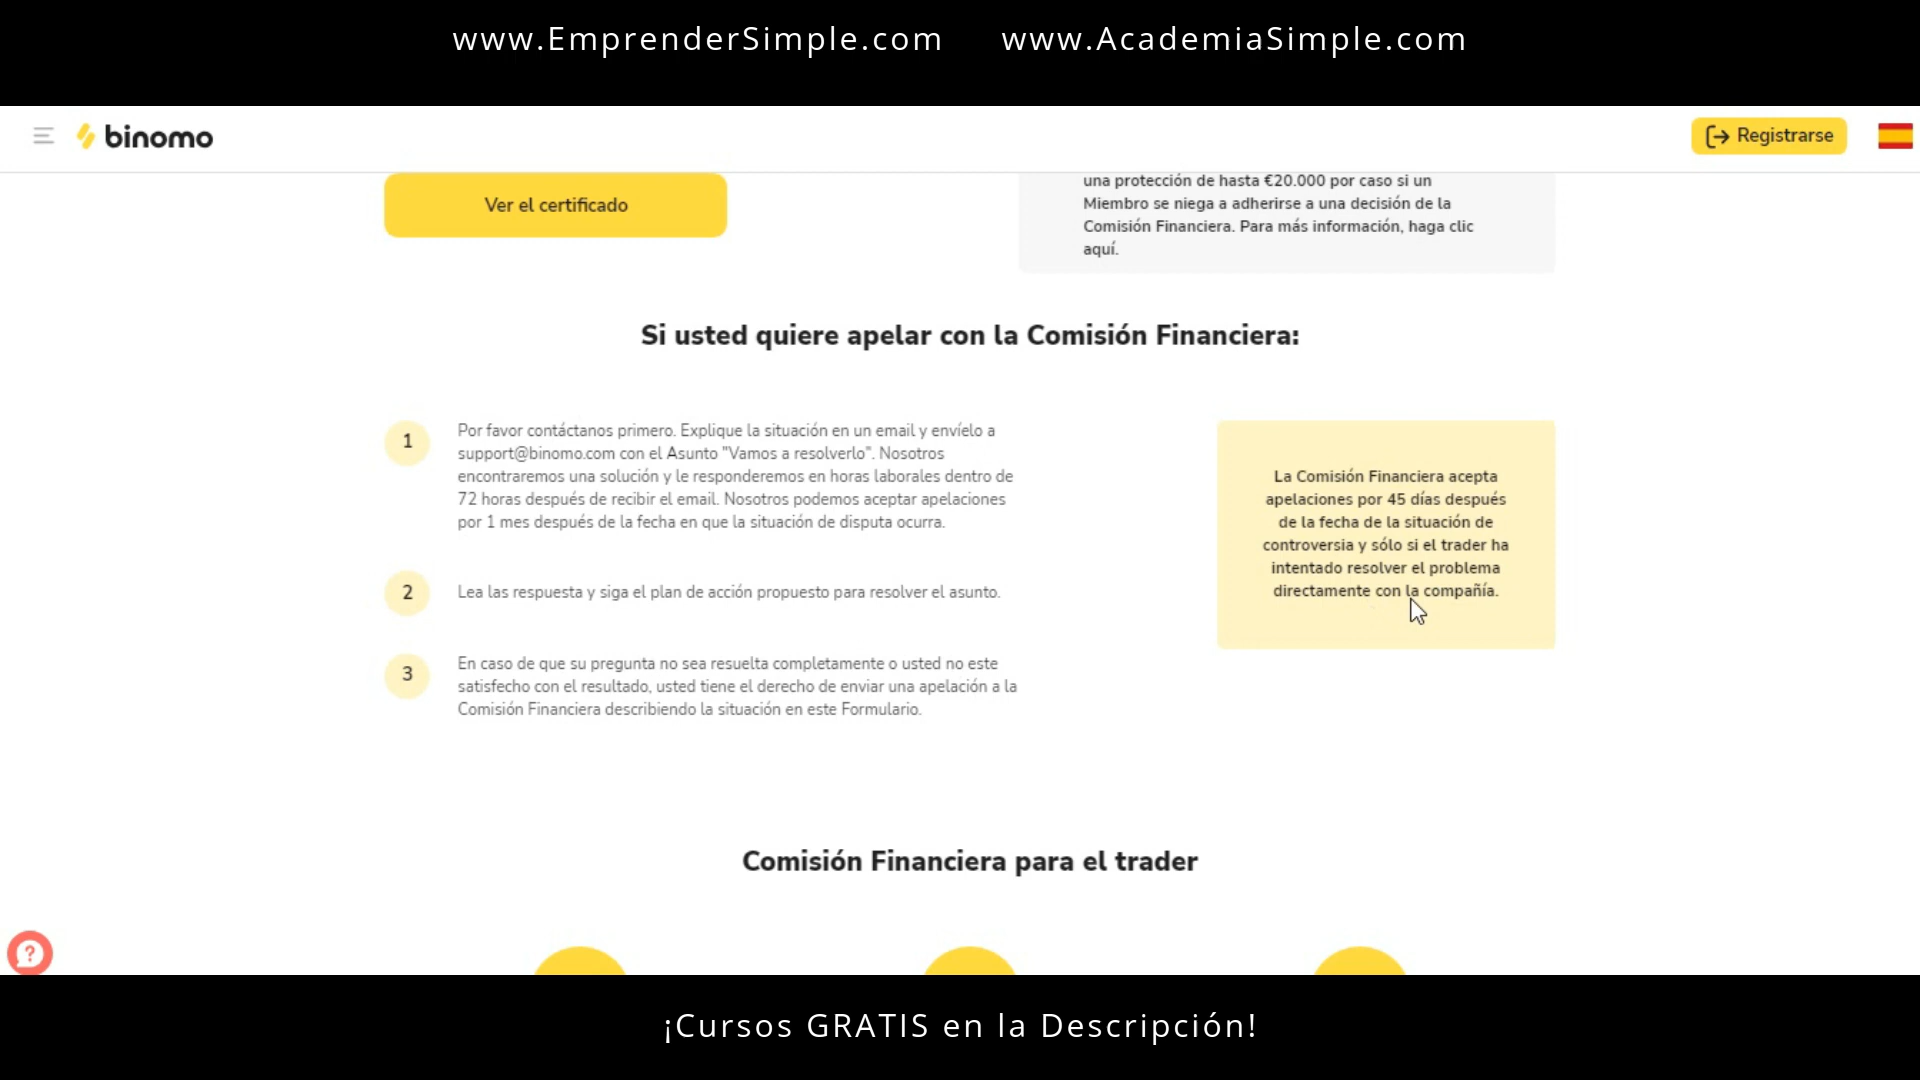 www.EmprenderSimple.com www.AcademiaSimple.com
binomo
Registrarse
Ver el certificado
una protección de hasta €20.000 por caso si un
Miembro se niega a adherirse a una decisión de la
Comisión Financiera. Para más información, haga clic
aquí.
Si usted quiere apelar con la Comisión Financiera:
1
Por favor contáctanos primero. Explique la situación en un email y envíelo a
support@binomo.com con el Asunto "Vamos a resolverlo". Nosotros
encontraremos una solución y le responderemos en horas laborales dentro de
72 horas después de recibir el email. Nosotros podemos aceptar apelaciones
por 1 mes después de la fecha en que la situación de disputa ocurra.
2
Lea las respuesta y siga el plan de acción propuesto para resolver el asunto.
3
En caso de que su pregunta no sea resuelta completamente o usted no este
satisfecho con el resultado, usted tiene el derecho de enviar una apelación a la
Comisión Financiera describiendo la situación en este Formulario.
La Comisión Financiera acepta
apelaciones por 45 días después
de la fecha de la situación de
controversia y sólo si el trader ha
intentado resolver el problema
directamente con la compañía.
Comisión Financiera para el trader
?
¡Cursos GRATIS en la Descripción!